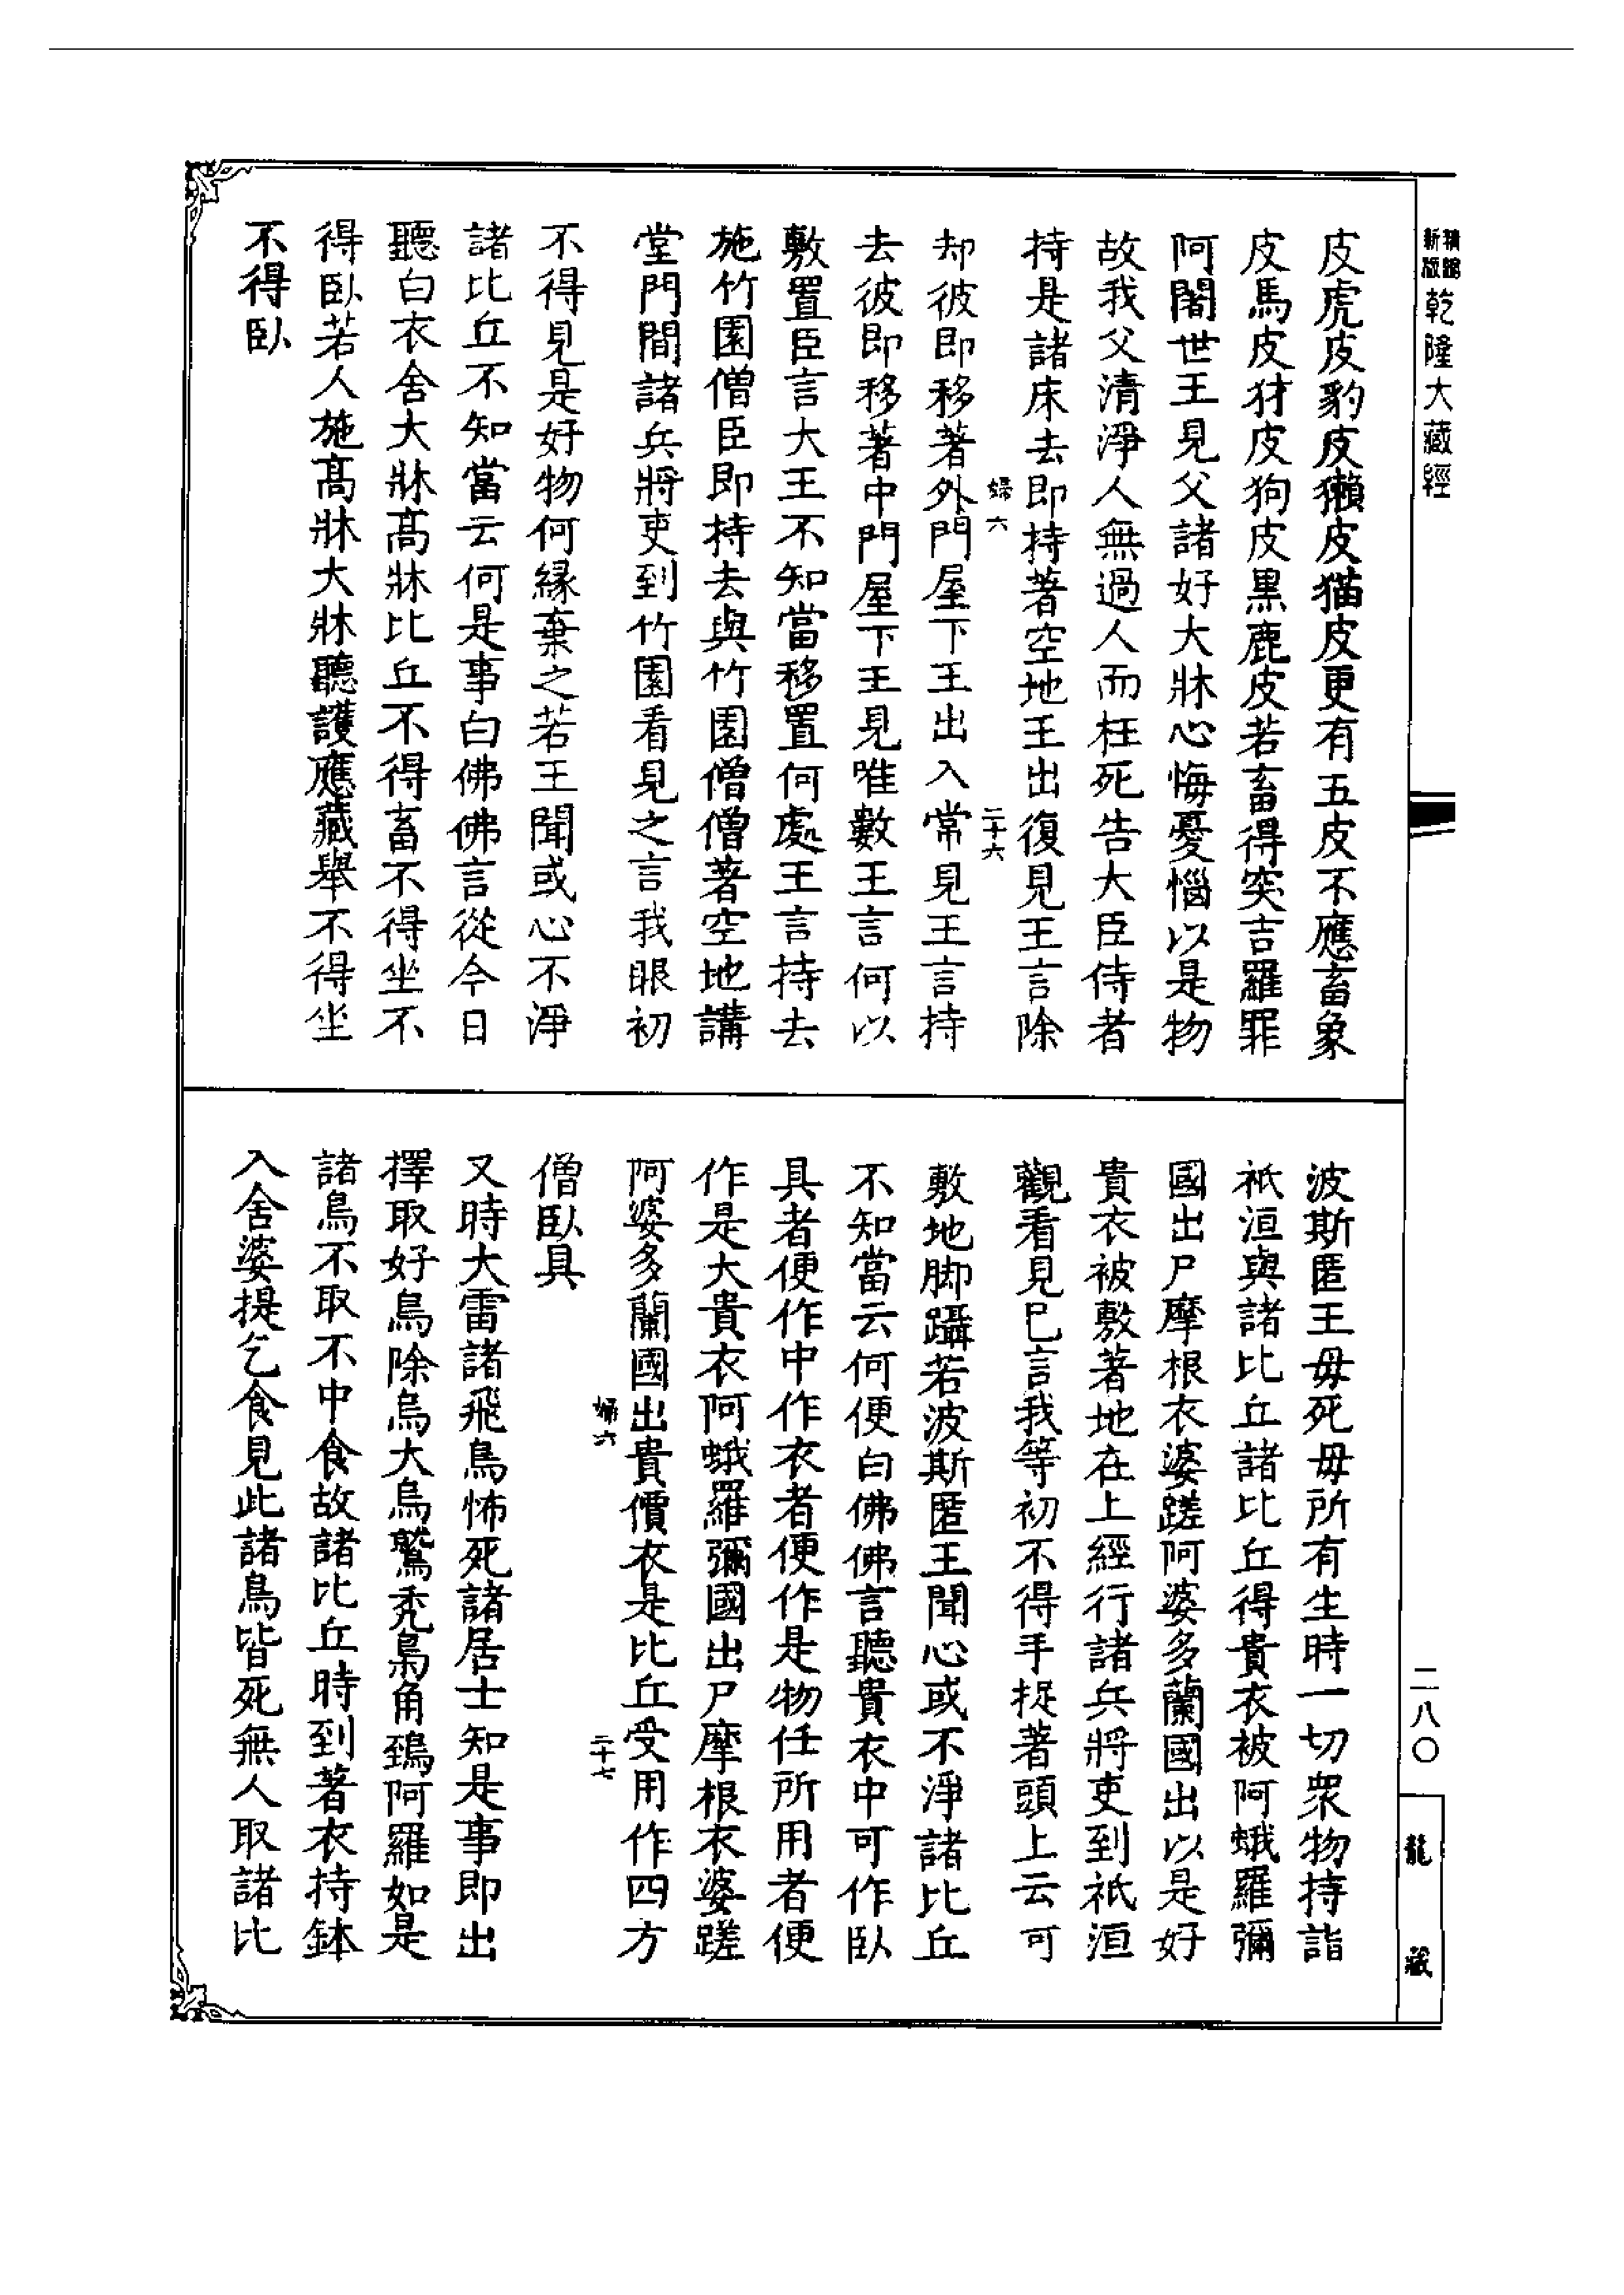 精鵬
新版
乾隆大藏經
皮虎皮豹皮獺皮猫皮更有五皮不應畜象
皮馬皮犲皮狗皮黒鹿皮若畜得突吉羅罪
阿闍世王見父諸好大牀心悔憂惱以是物
故我父清淨人無過人而枉死告大臣侍者
持是諸床去即持著空地王出復見王言除
婦六
二十六
却彼即移著外門屋下王出入常見王言持
去彼即移著中門屋下王見唯數王言何以
敷置臣言大王不知當移置何處王言持去
施竹園僧臣即持去與竹園僧僧著空地講
堂門間諸兵將吏到竹園看見之言我眼初
不得見是好物何縁棄之若王聞或心不淨
諸比丘不知當云何是事白佛佛言從今日
聽白衣舍大牀髙牀比丘不得畜不得坐不
得臥若人施髙牀大牀聽護應藏舉不得坐
不得臥
波斯匿王母死母所有生時一切衆物持詣
祇洹與諸比丘諸比丘得貴衣被阿蛾羅彌
國出尸摩根衣婆蹉阿婆多蘭國出以是好
貴衣被敷著地在上經行諸兵將吏到祇洹
觀看見巳言我等初不得手捉著頭上云可
敷地脚躡若波斯匿王聞心或不淨諸比丘
不知當云何便白佛佛言聽貴衣中可作臥
具者便作中作衣者便作是物任所用者便
作是大貴衣阿蛾羅彌國出尸摩根衣婆蹉
阿婆多蘭國出貴價衣是比丘受用作四方
婦六
二十七
僧臥具
又時大雷諸飛鳥怖死諸居士知是事即出
擇取好鳥除烏大烏鷲禿梟角鵄阿羅如是
諸鳥不取不中食故諸比丘時到著衣持鉢
入舍婆提乞食見此諸鳥皆死無人取諸比
二八〇
龍藏